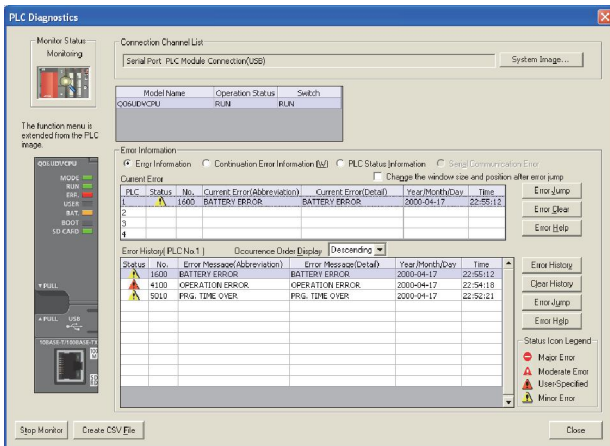 PLC Diagnostics
Monitor Status
Monitoring
Connection Channel List
Serial Port PLC Module Connection(USB)
System Image...
Model Name Operation Status Switch
Q06UDVCPU RUN RUN
The function menu is
extended from the PLC
image.
MODE
RUN
ERR.
USER
BAT.
BOOT
SD CARD
▼PULL
▲PULL USB
100BASE-TX/10BASE-T
Error Information
Error Information Continuation Error Information (W) PLC Status Information Serial Communication Error
Current Error Change the window size and position after error jump
PLC Status No. Current Error(Abbreviation) Current Error(Detail) Year/Month/Day Time
1 1600 BATTERY ERROR BATTERY ERROR 2000-04-17 22:55:12
2
3
4
Error Jump
Error Clear
Error Help
Error History( PLC No.1 ) Occurrence Order Display Descending
Status No. Error Message(Abbreviation) Error Message(Detail) Year/Month/Day Time
1600 BATTERY ERROR BATTERY ERROR 2000-04-17 22:55:12
4100 OPERATION ERROR OPERATION ERROR. 2000-04-17 22:54:18
5010 PRG. TIME OVER PRG. TIME OVER 2000-04-17 22:52:21
Error History
Clear History
Error Jump
Error Help
Status Icon Legend
Major Error
Moderate Error
User-Specified
Minor Error
Stop Monitor
Create CSV File
Close